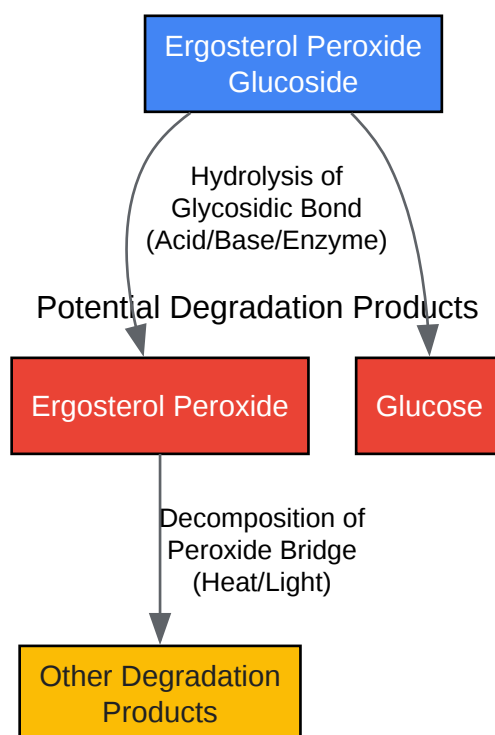 Ergosterol Peroxide
Glucoside
Hydrolysis of
Glycosidic Bond
(Acid/Base/Enzyme)
Potential Degradation Products
Ergosterol Peroxide
Glucose
Decomposition of
Peroxide Bridge
(Heat/Light)
Other Degradation
Products